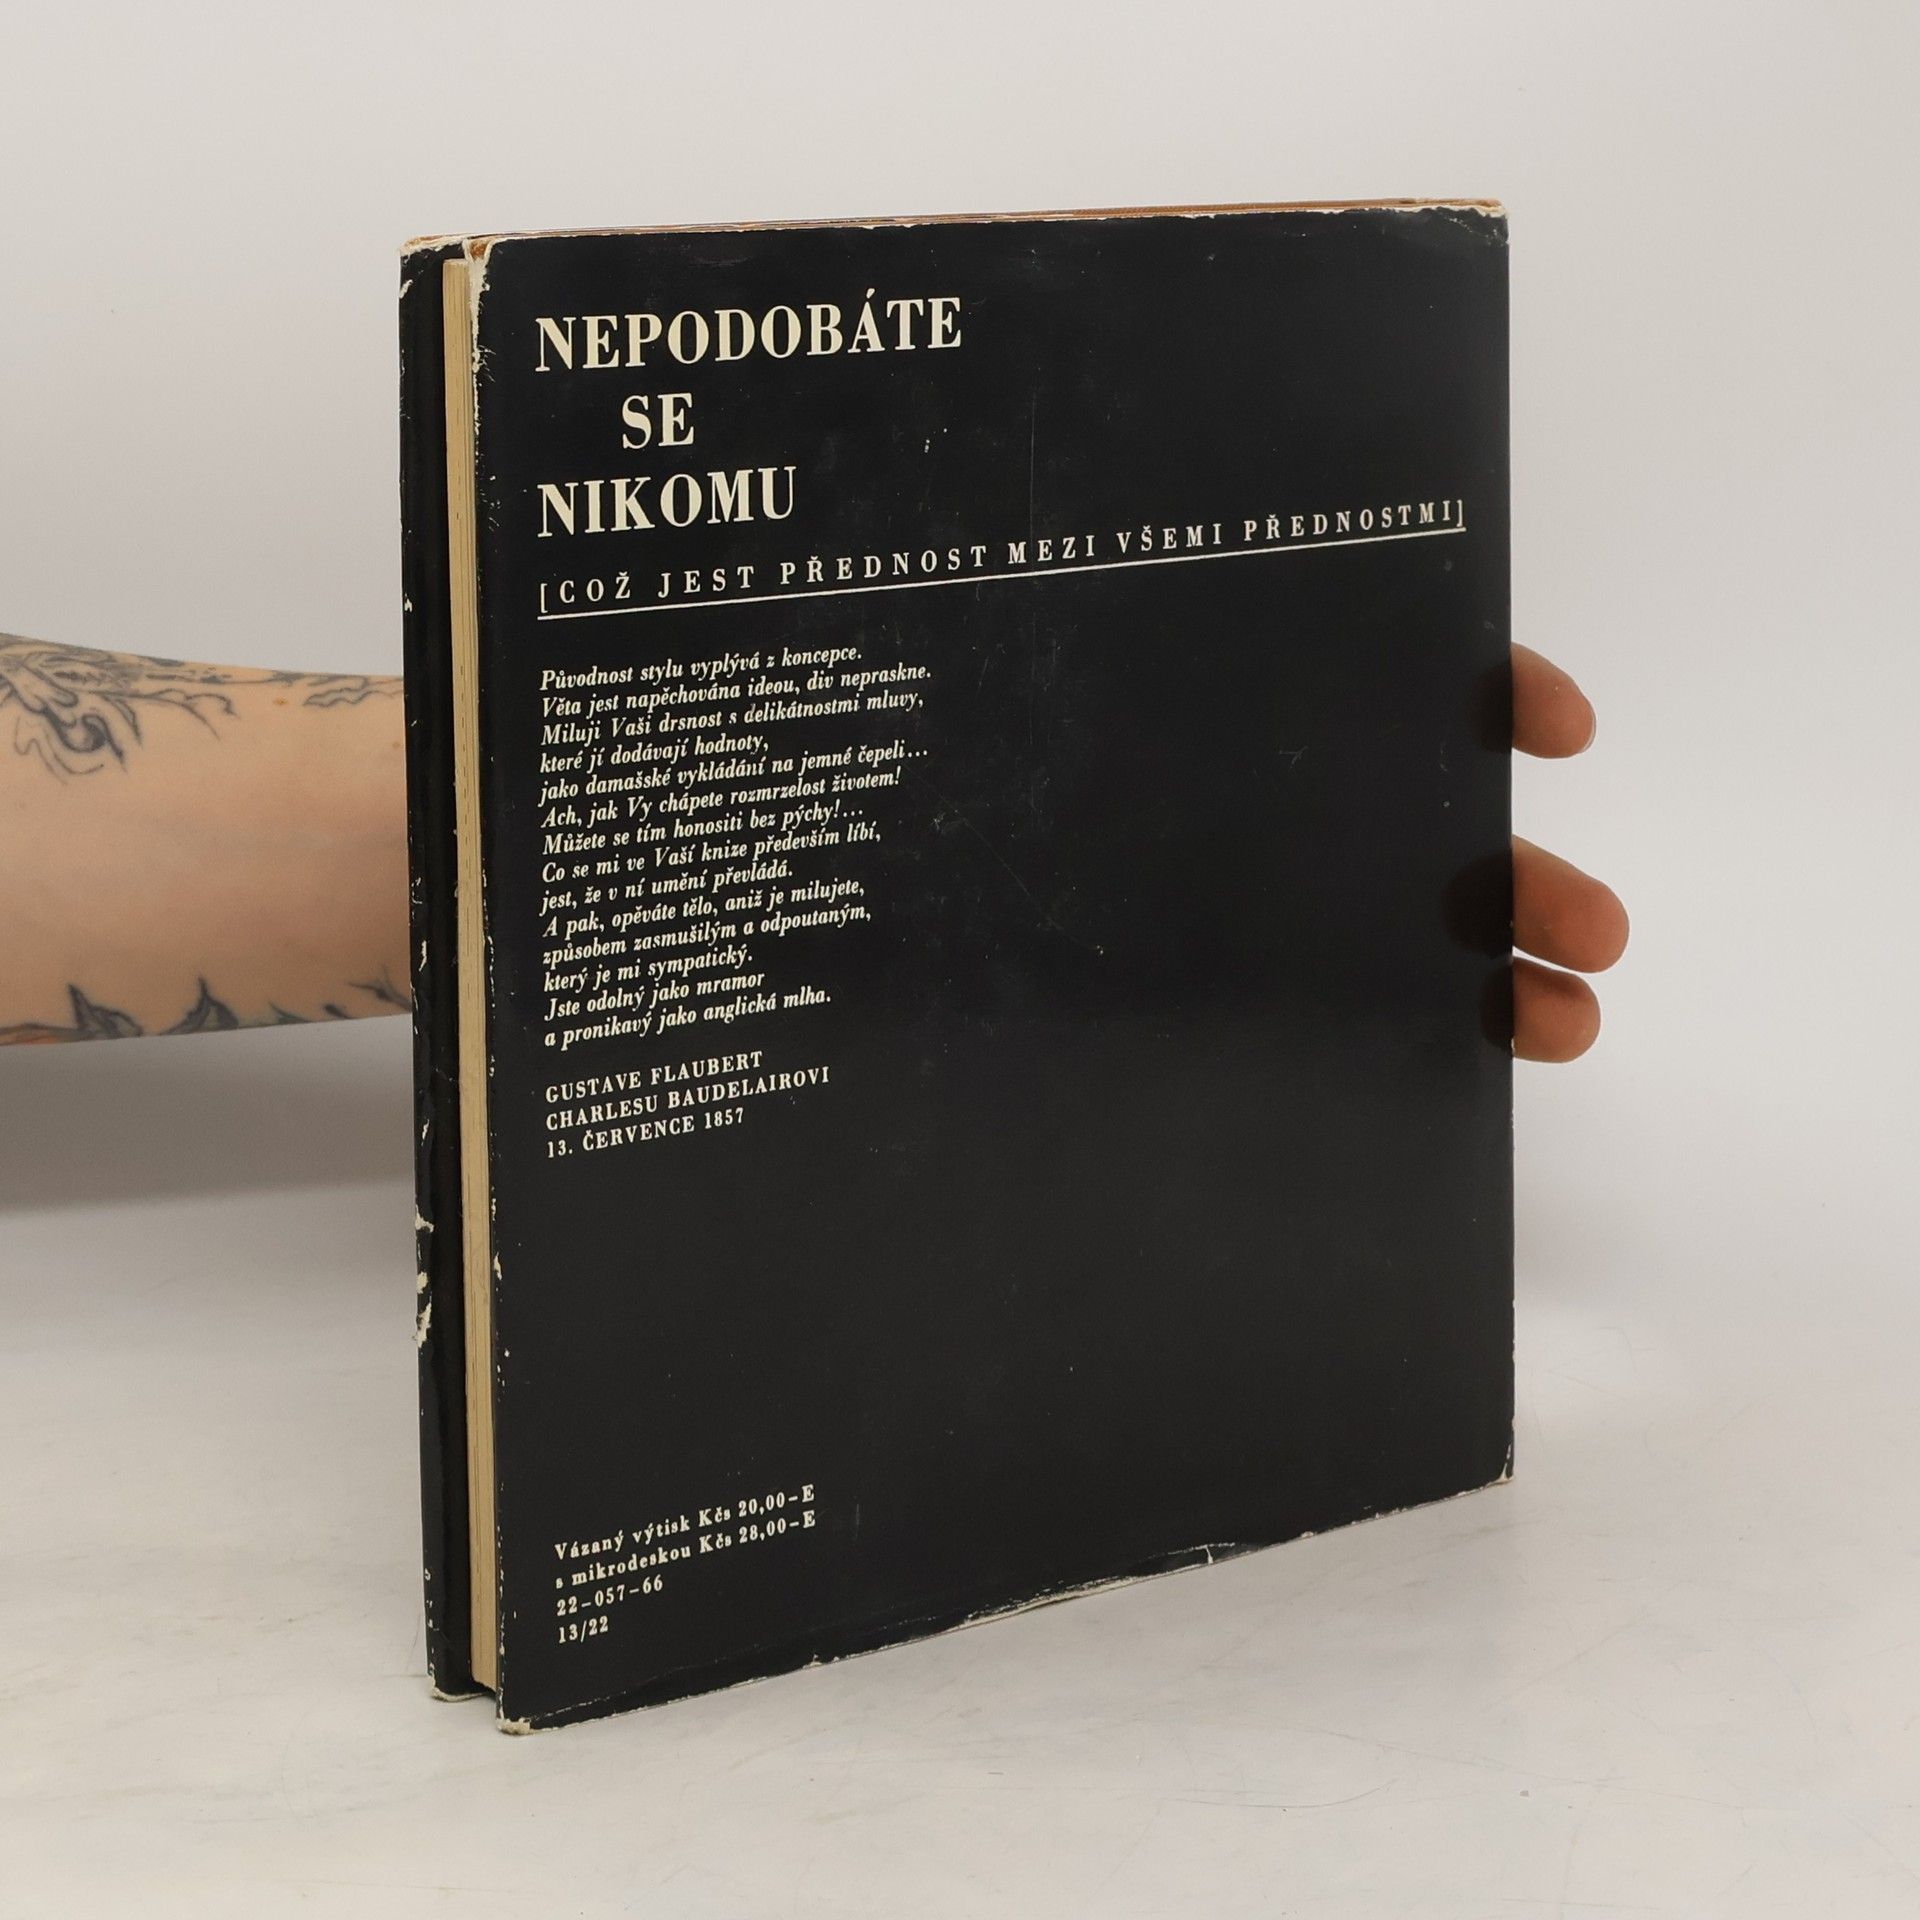 NEPODOBÁTE
SE
NIKOMU
[COŽ JEST PŘEDNOST MEZI VŠEMI PŘEDNOSTMI]
Původnost stylu vyplývá z koncepce.
Věta jest napěchována ideou, div nepraskne.
Miluji Vaši drsnost s delikátnostmi mluvy,
které jí dodávají hodnoty,
jako damašské vykládání na jemné čepeli...
Ach, jak Vy chápete rozmrzelost životem!
Můžete se tím honositi bez pýchy!...
Co se mi ve Vaší knize především líbí,
jest, že v ní umění převládá.
A pak, opěváte tělo, aniž je milujete,
způsobem zasmušilým a odpoutaným,
který je mi sympatický.
Jste odolný jako mramor
a pronikavý jako anglická mlha.
GUSTAVE FLAUBERT
CHARLESU BAUDELAIROVI
13. ČERVENCE 1857
Vázaný výtisk Kčs 20,00–E
s mikrodeskou Kčs 28,00–E
22–057–66
13/22